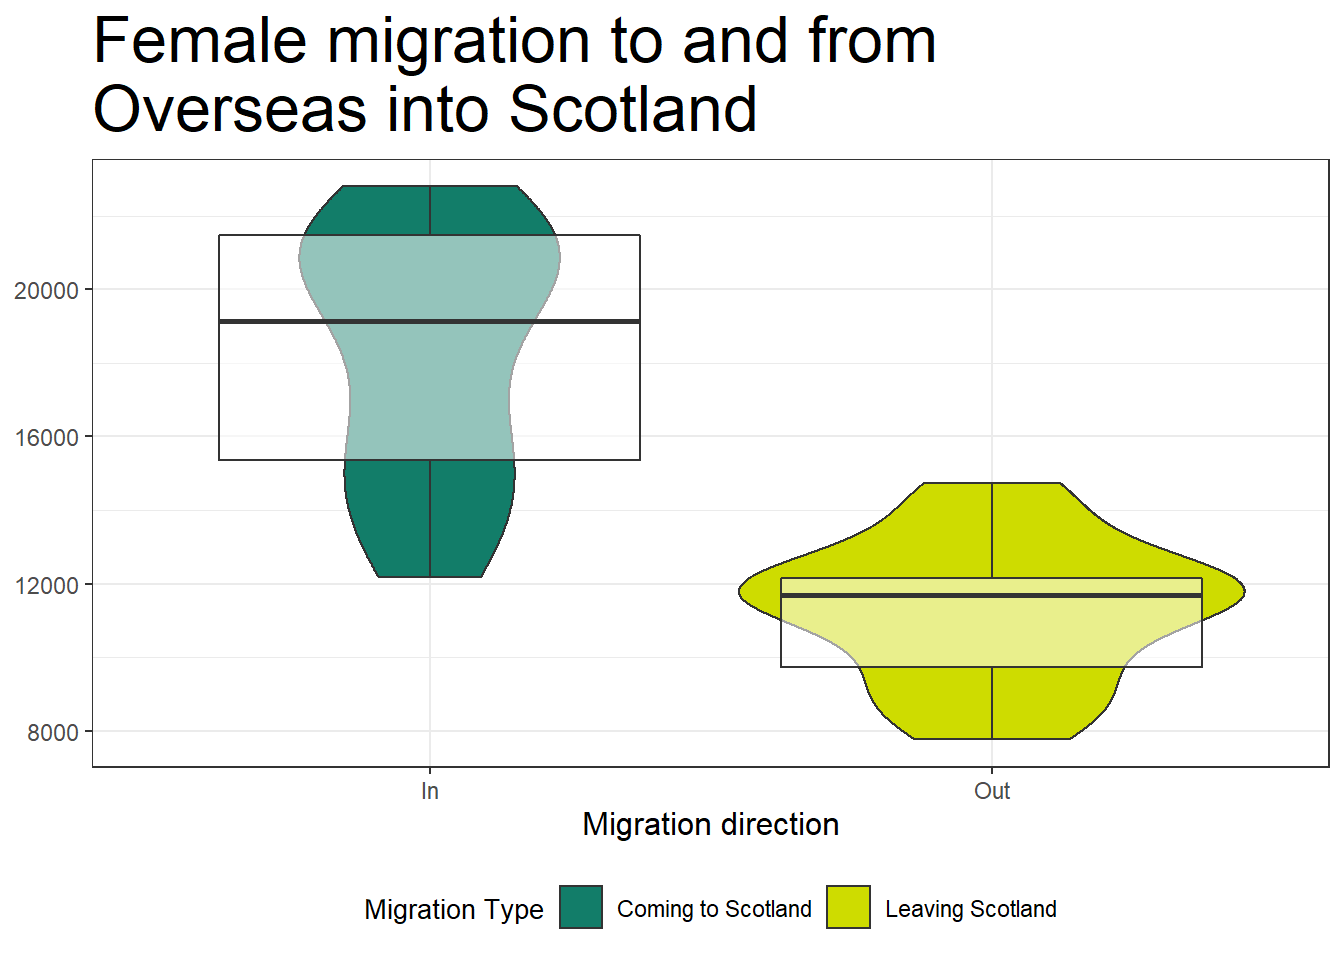 Female migration to and from
Overseas into Scotland
20000
16000
12000
8000
In
Out
Migration direction
Migration Type
Coming to Scotland
Leaving Scotland